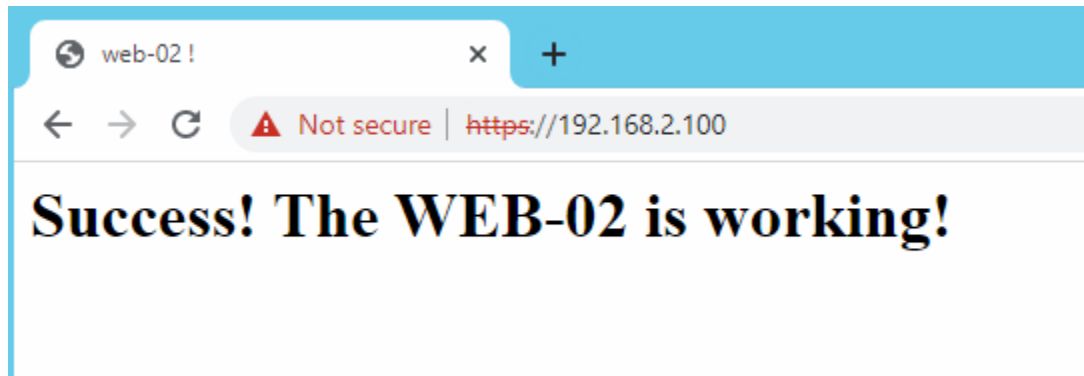 web-02 !
Not secure https://192.168.2.100
Success! The WEB-02 is working!